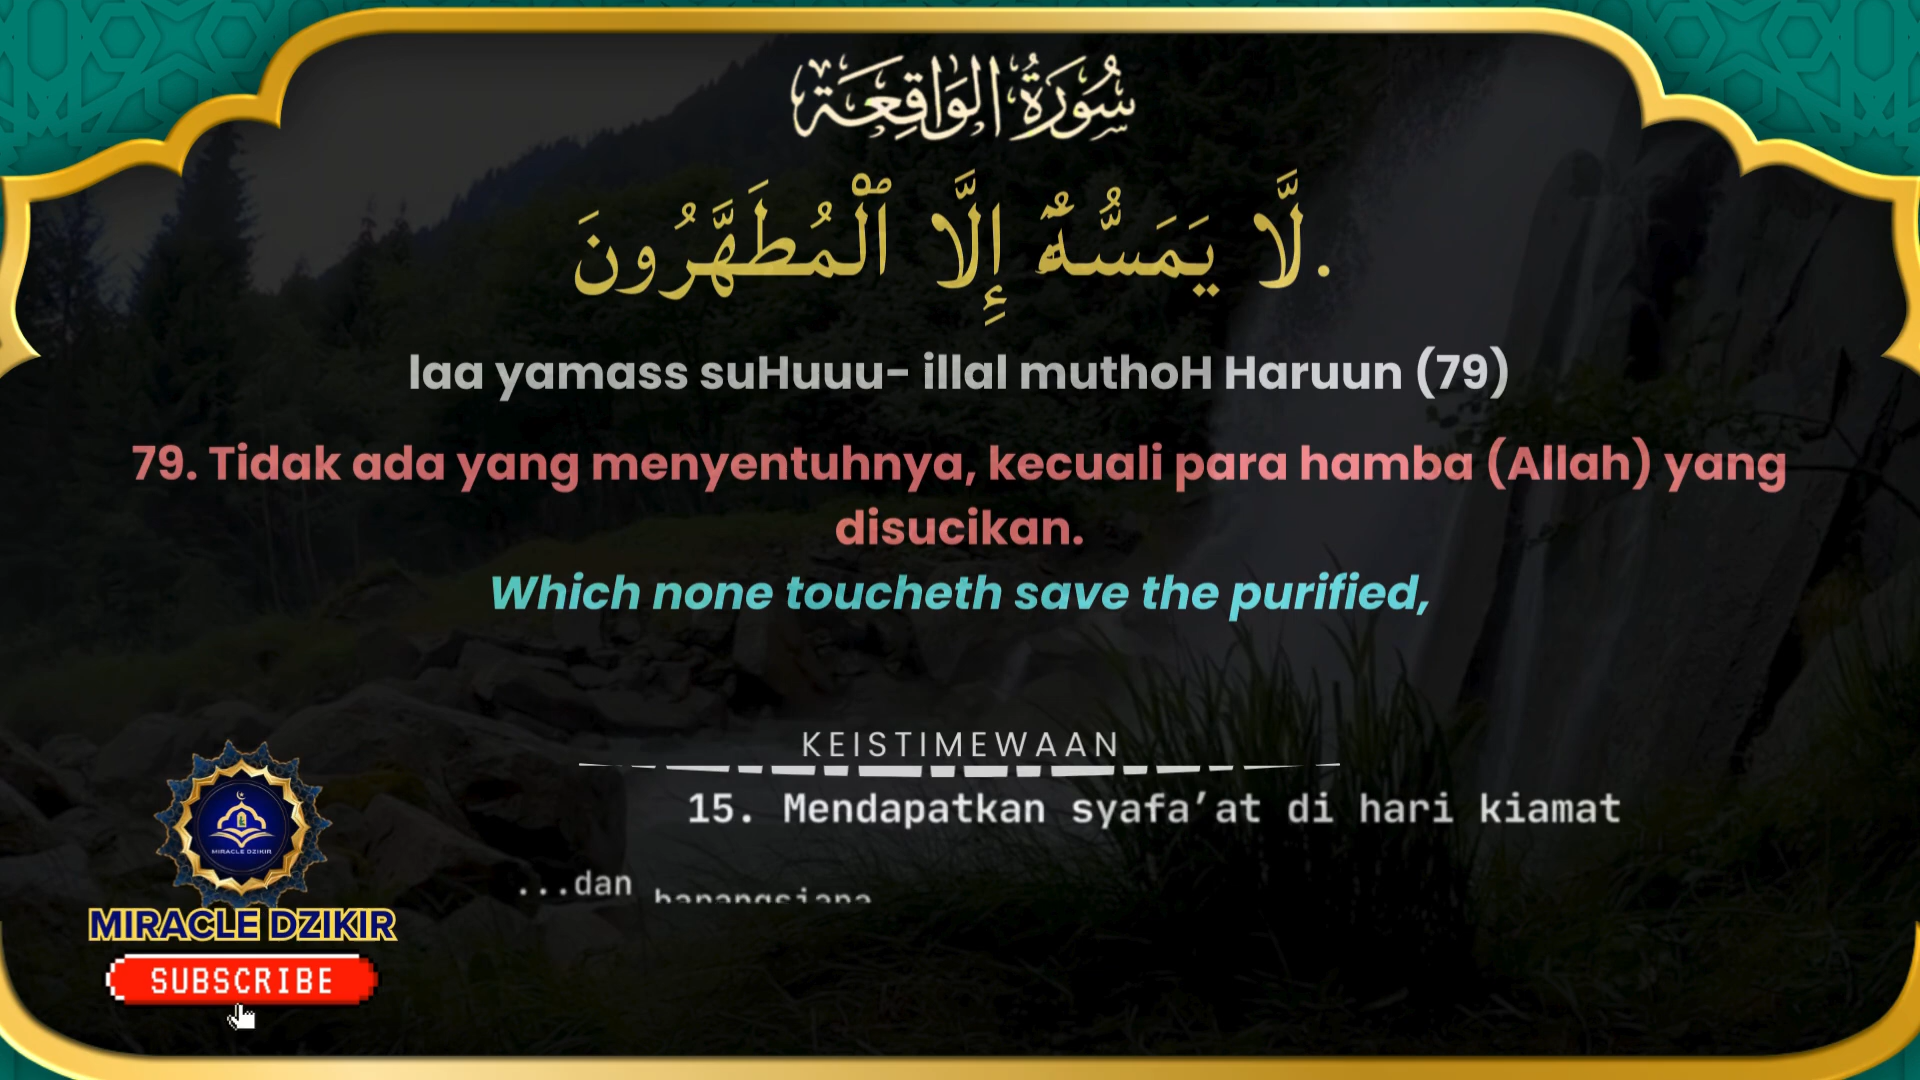 سُورَةُ الوَاقِعَة
لَّا يَمَسُّهُۥٓ إِلَّا ٱلْمُطَهَّرُونَ.
laa yamass suHuuu- illal muthoH Haruun (79)
79. Tidak ada yang menyentuhnya, kecuali para hamba (Allah) yang
disucikan.
Which none toucheth save the purified,
KEISTIMEWAAN
15. Mendapatkan syafa’at di hari kiamat
...dan
MIRACLE DZIKIR
MIRACLE DZIKIR
SUBSCRIBE